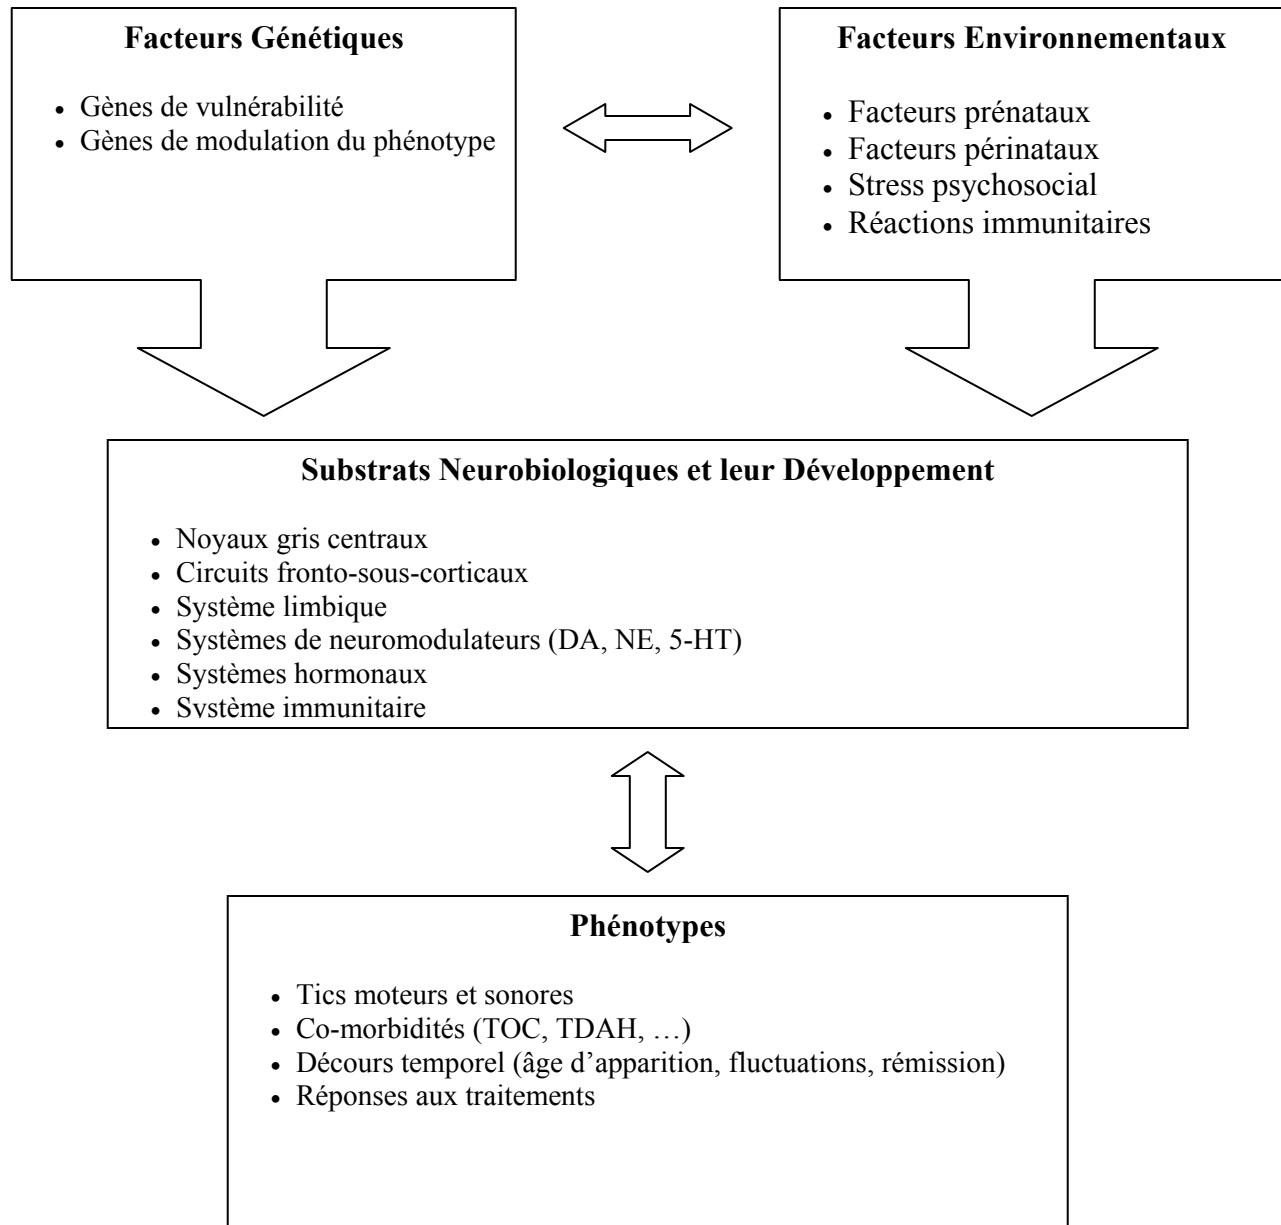 Facteurs Génétiques
• Gènes de vulnérabilité
• Gènes de modulation du phénotype
Facteurs Environnementaux
• Facteurs prénataux
• Facteurs périnataux
• Stress psychosocial
• Réactions immunitaires
Substrats Neurobiologiques et leur Développement
• Noyaux gris centraux
• Circuits fronto-sous-corticaux
• Système limbique
• Systèmes de neuromodulateurs (DA, NE, 5-HT)
• Systèmes hormonaux
• Système immunitaire
Phénotypes
• Tics moteurs et sonores
• Co-morbidités (TOC, TDAH, …)
• Décours temporel (âge d’apparition, fluctuations, rémission)
• Réponses aux traitements